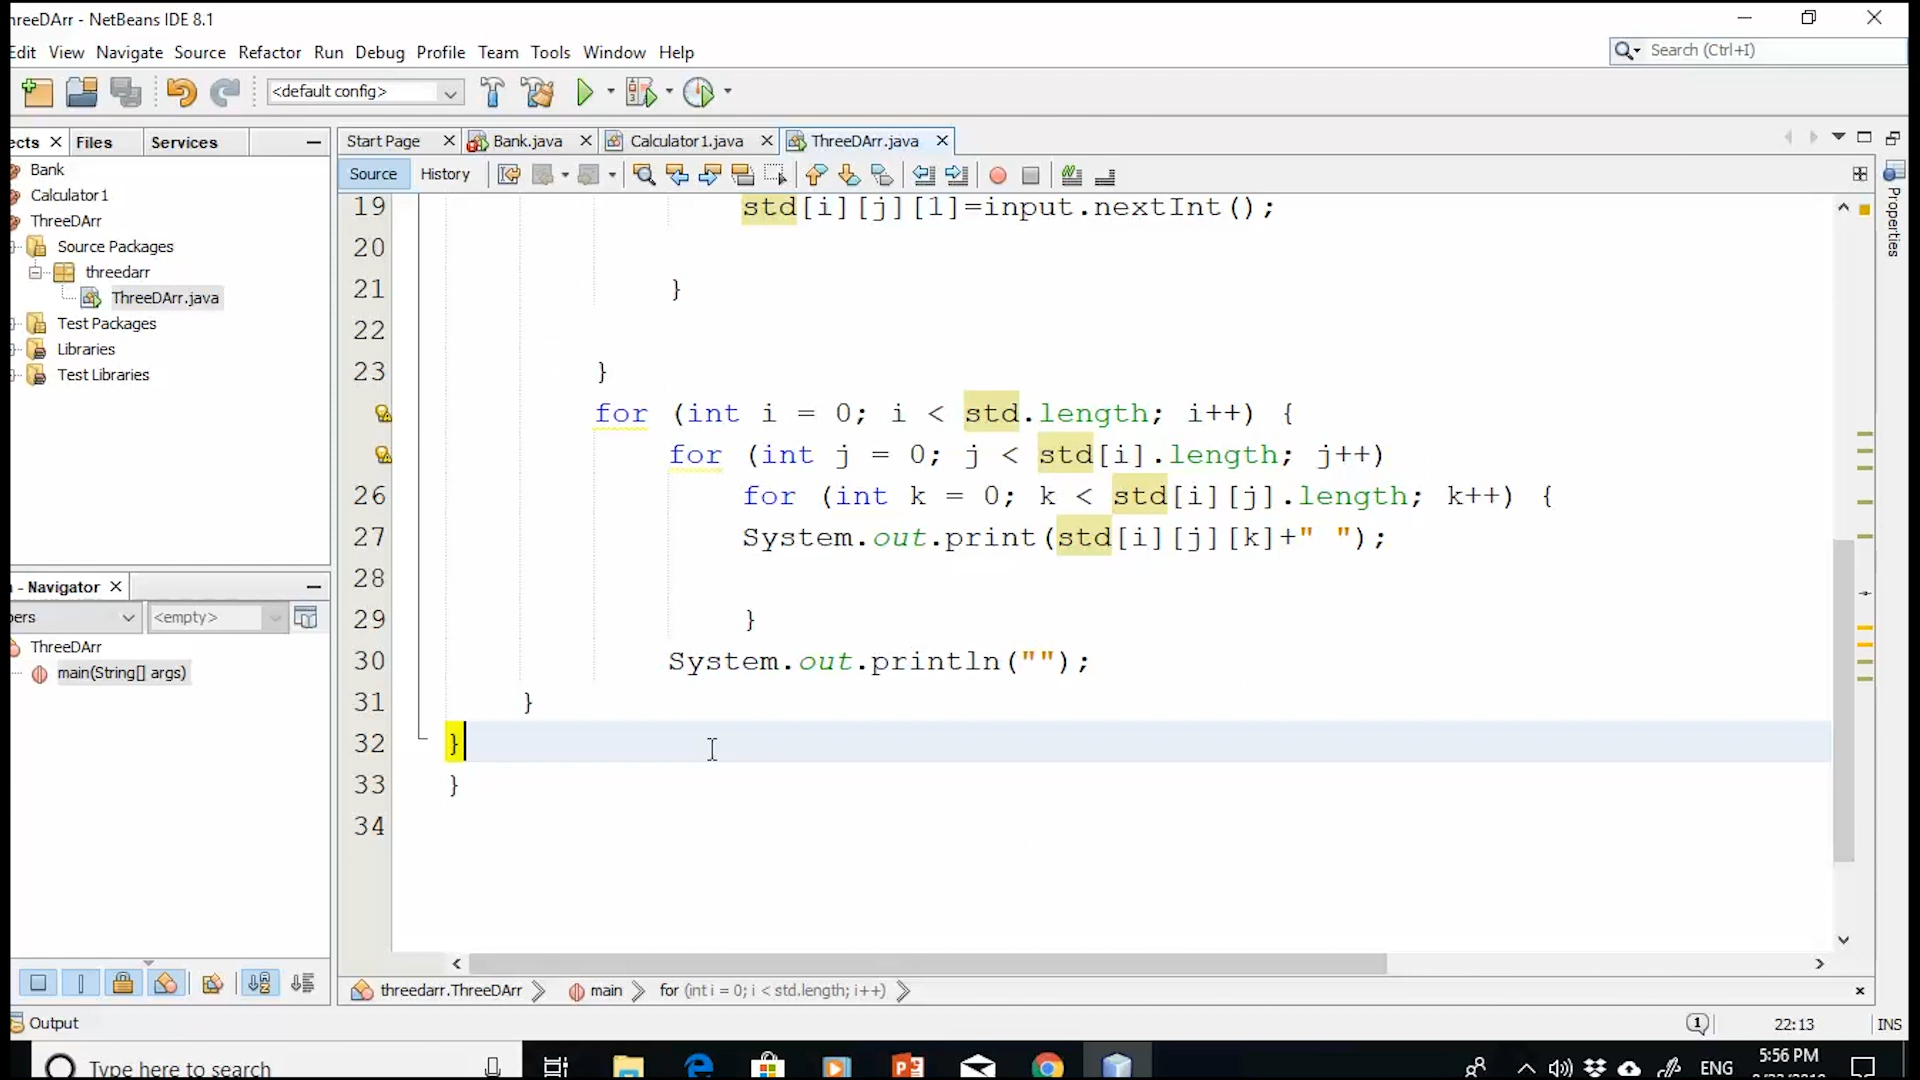 hreeDArr - NetBeans IDE 8.1
Edit View Navigate Source Refactor Run Debug Profile Team Tools Window Help
Search (Ctrl+I)
<default config>
ects Files Services
Start Page Bank.java Calculator1.java ThreeDArr.java
Source History
Bank
Calculator1
ThreeDArr
Source Packages
threedarr
ThreeDArr.java
Test Packages
Libraries
Test Libraries
19 std[i][j][1]=input.nextInt();
20
21 }
22
23 }
for (int i = 0; i < std.length; i++) {
for (int j = 0; j < std[i].length; j++)
26 for (int k = 0; k < std[i][j].length; k++) {
27 System.out.print(std[i][j][k]+" ");
28
29 }
30 System.out.println("");
31 }
32 }
33 }
34
Properties
- Navigator
bers <empty>
ThreeDArr
main(String[] args)
threedarr.ThreeDArr main for (int i = 0; i < std.length; i++)
Output
1 22:13 INS
Type here to search
ENG 5:56 PM